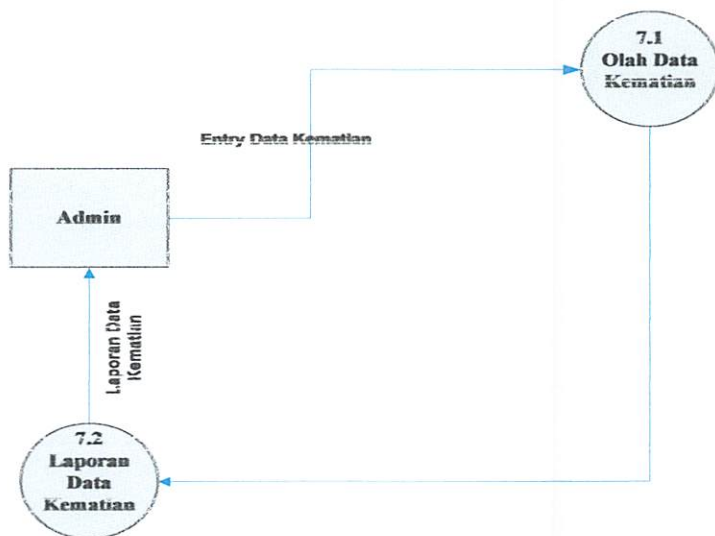 7.1
Olah Data
Kematian
Entry Data Kematian
Admin
Laporan Data
Kematian
7.2
Laporan
Data
Kematian